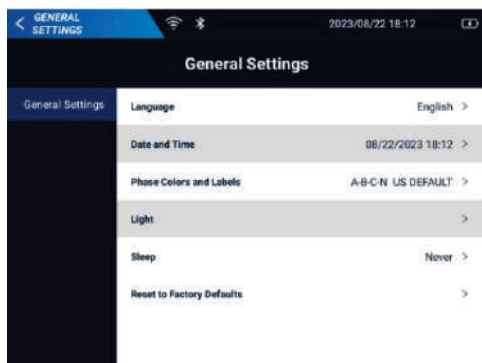 < GENERAL
SETTINGS
2023/08/22 18:12
General Settings
General Settings
Language English >
Date and Time 08/22/2023 18:12 >
Phase Colors and Labels A-B-C-N US DEFAULT >
Light >
Sleep Never >
Reset to Factory Defaults >